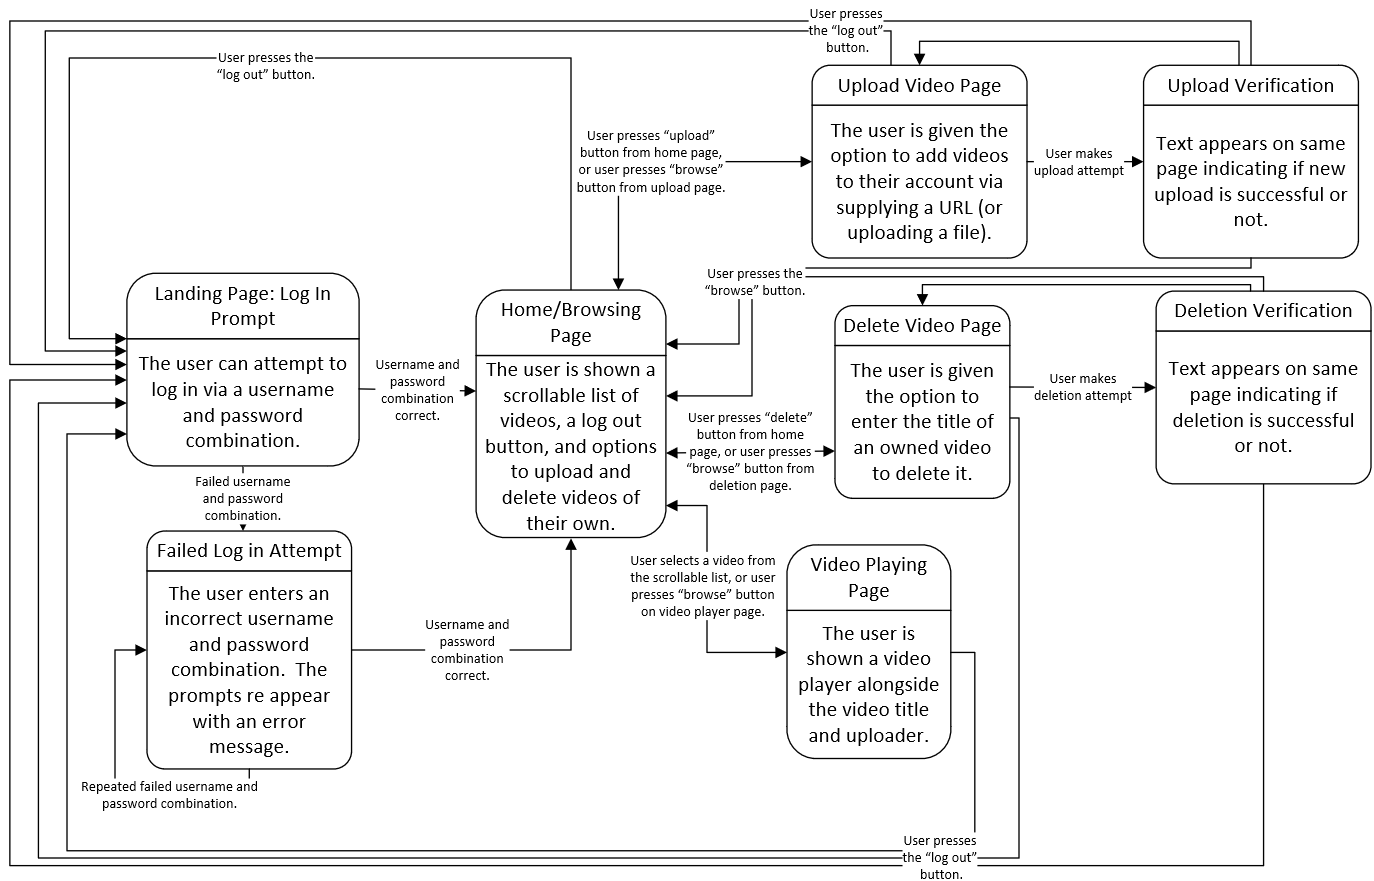 User presses
the “log out”
button.
User presses the
“log out” button.
Upload Video Page
The user is given the
option to add videos
to their account via
supplying a URL (or
uploading a file).
User makes
upload attempt
Upload Verification
Text appears on same
page indicating if new
upload is successful or
not.
User presses “upload”
button from home page,
or user presses “browse”
button from upload page.
User presses the
“browse” button.
Landing Page: Log In
Prompt
The user can attempt to
log in via a username
and password
combination.
Username and
password
combination
correct.
Home/Browsing
Page
The user is shown a
scrollable list of
videos, a log out
button, and options
to upload and
delete videos of
their own.
Delete Video Page
The user is given
the option to
enter the title of
an owned video
to delete it.
User makes
deletion attempt
Deletion Verification
Text appears on same
page indicating if
deletion is successful
or not.
User presses “delete”
button from home
page, or user presses
“browse” button from
deletion page.
Failed username
and password
combination.
Failed Log in Attempt
The user enters an
incorrect username
and password
combination.  The
prompts re appear
with an error
message.
Username and
password
combination
correct.
User selects a video from
the scrollable list, or user
presses “browse” button
on video player page.
Video Playing
Page
The user is
shown a video
player alongside
the video title
and uploader.
Repeated failed username and
password combination.
User presses
the “log out”
button.